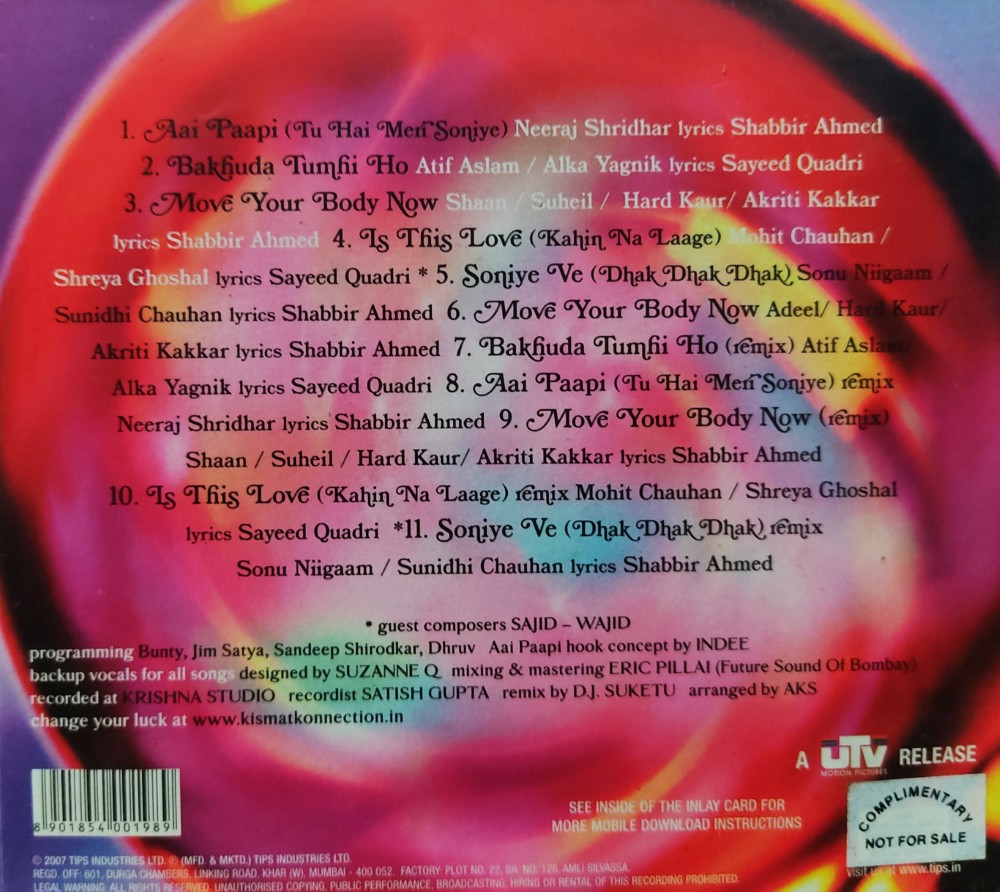 1. Aai Paapi (Tu Hai Meri Soniye) Neeraj Shridhar lyrics Shabbir Ahmed
2. Bakhuda Tumhi Ho Atif Aslam / Alka Yagnik lyrics Sayeed Quadri
3. Move Your Body Now Shaan / Suheil / Hard Kaur/ Akriti Kakkar
lyrics Shabbir Ahmed 4. Is This Love (Kahin Na Laage) Mohit Chauhan /
Shreya Ghoshal lyrics Sayeed Quadri * 5. Soniye Ve (Dhak Dhak Dhak) Sonu Niigaam /
Sunidhi Chauhan lyrics Shabbir Ahmed 6. Move Your Body Now Adeel/ Hard Kaur/
Akriti Kakkar lyrics Shabbir Ahmed 7. Bakhuda Tumhi Ho (remix) Atif Aslam/
Alka Yagnik lyrics Sayeed Quadri 8. Aai Paapi (Tu Hai Meri Soniye) remix
Neeraj Shridhar lyrics Shabbir Ahmed 9. Move Your Body Now (remix)
Shaan / Suheil / Hard Kaur/ Akriti Kakkar lyrics Shabbir Ahmed
10. Is This Love (Kahin Na Laage) remix Mohit Chauhan / Shreya Ghoshal
lyrics Sayeed Quadri *11. Soniye Ve (Dhak Dhak Dhak) remix
Sonu Niigaam / Sunidhi Chauhan lyrics Shabbir Ahmed
* guest composers SAJID – WAJID
programming Bunty, Jim Satya, Sandeep Shirodkar, Dhruv Aai Paapi hook concept by INDEE
backup vocals for all songs designed by SUZANNE Q mixing & mastering ERIC PILLAI (Future Sound Of Bombay)
recorded at KRISHNA STUDIO recordist SATISH GUPTA remix by D.J. SUKETU arranged by AKS
change your luck at www.kismatkonnection.in
A UTV RELEASE
MOTION PICTURES
COMPLIMENTARY
NOT FOR SALE
SEE INSIDE OF THE INLAY CARD FOR
MORE MOBILE DOWNLOAD INSTRUCTIONS
8 901854 001989
visit us at www.tips.in
© 2007 TIPS INDUSTRIES LTD. ℗ (MFD. & MKTD.) TIPS INDUSTRIES LTD.
REGD. OFF: 601, DURGA CHAMBERS, LINKING ROAD, KHAR (W), MUMBAI - 400 052. FACTORY: PLOT NO. 22, SR. NO. 126, AMLI SILVASSA.
LEGAL WARNING: ALL RIGHTS RESERVED. UNAUTHORISED COPYING, PUBLIC PERFORMANCE, BROADCASTING, HIRING OR RENTAL OF THIS RECORDING PROHIBITED.